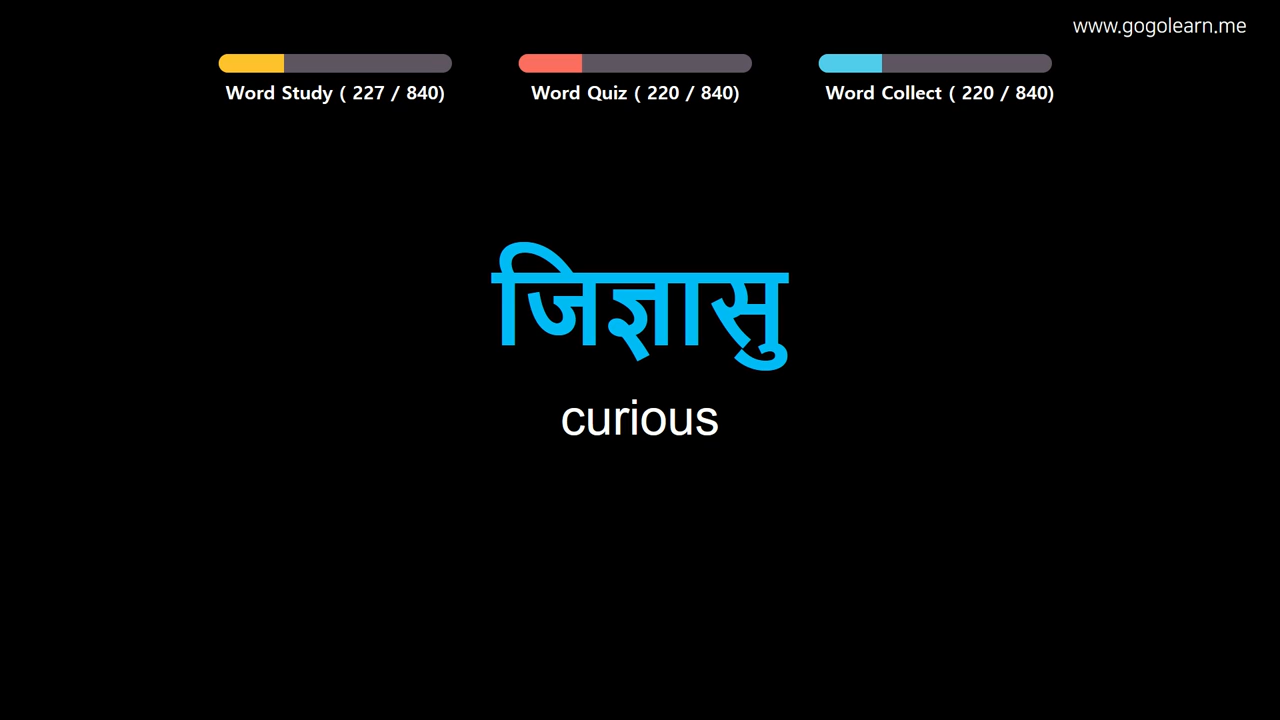 www.gogolearn.me
Word Study ( 227 / 840)
Word Quiz ( 220 / 840)
Word Collect ( 220 / 840)
जिज्ञासु
curious